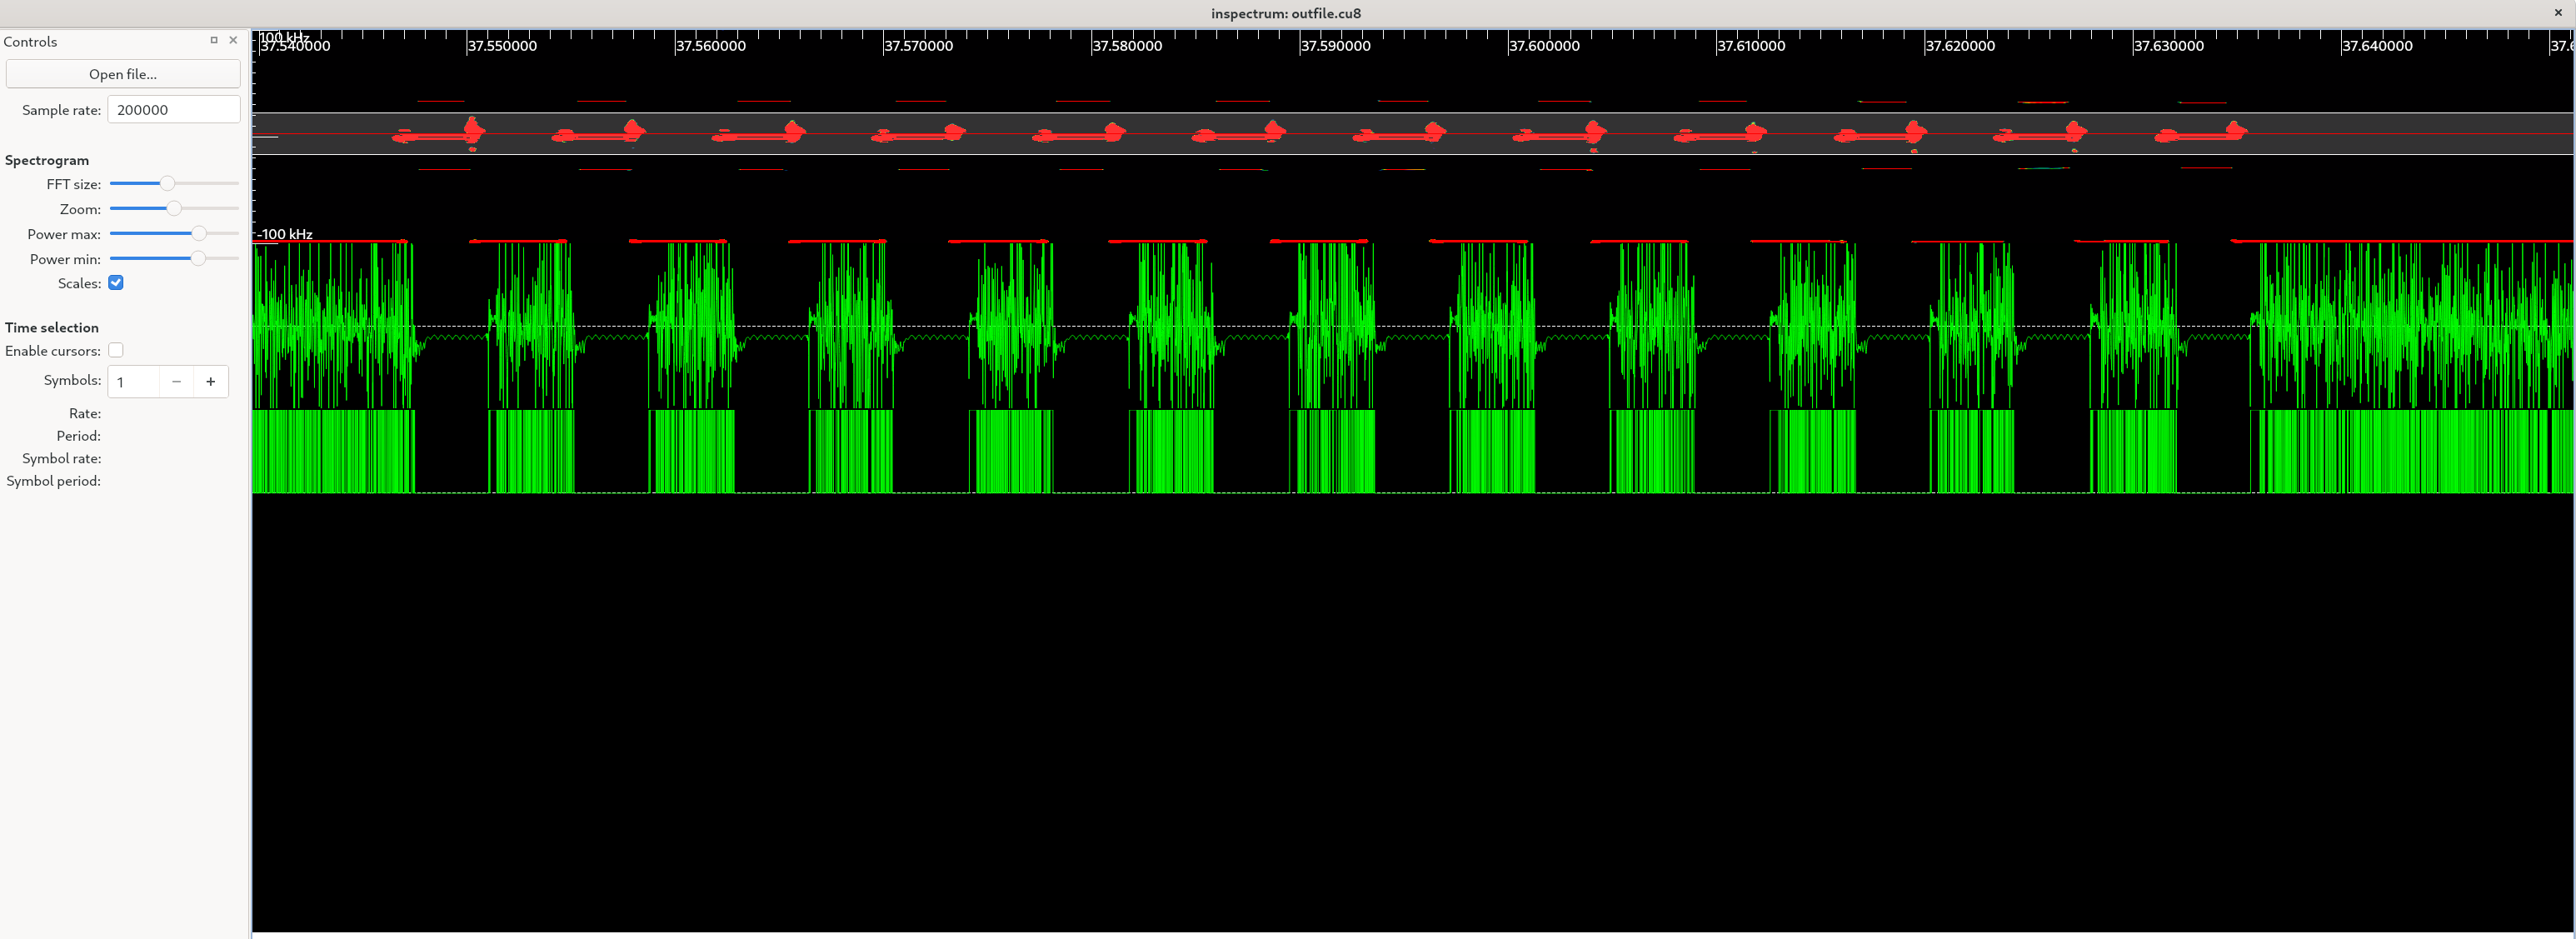 inspectrum: outfile.cu8
Controls
Open file...
Sample rate: 200000
Spectrogram
FFT size:
Zoom:
Power max:
Power min:
Scales:
Time selection
Enable cursors:
Symbols: 1
Rate:
Period:
Symbol rate:
Symbol period:
100 kHz
37.540000 37.550000 37.560000 37.570000 37.580000 37.590000 37.600000 37.610000 37.620000 37.630000 37.640000
-100 kHz